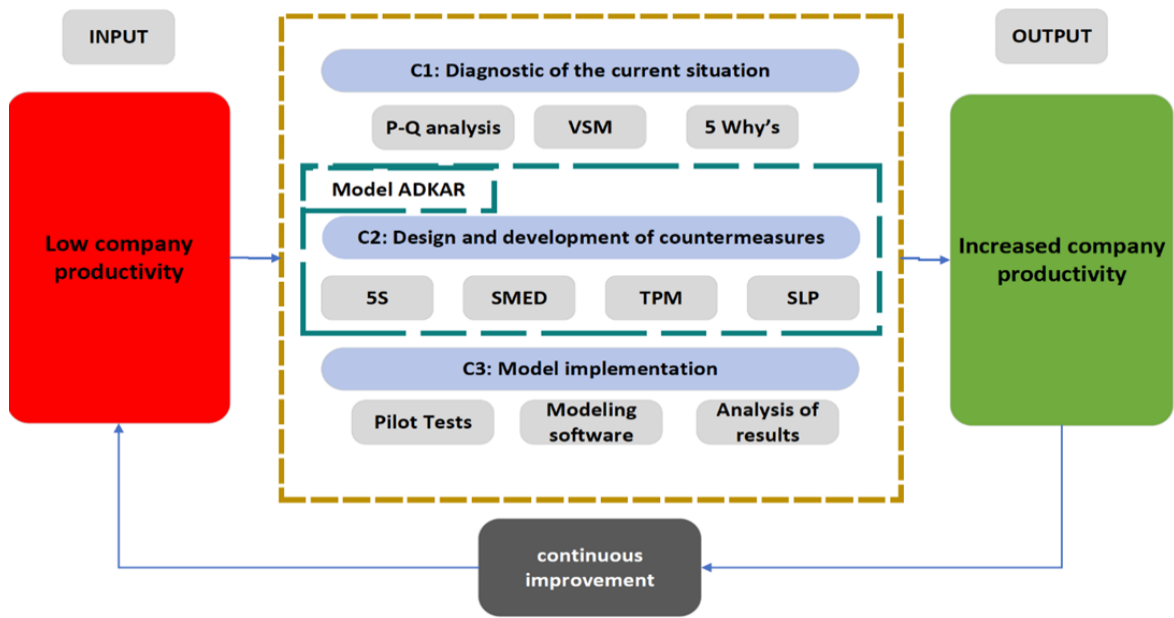 INPUT
OUTPUT
C1: Diagnostic of the current situation
P-Q analysis
VSM
5 Why's
Model ADKAR
Low company
productivity
C2: Design and development of countermeasures
Increased company
productivity
5S
SMED
TPM
SLP
C3: Model implementation
Pilot Tests
Modeling
software
Analysis of
results
continuous
improvement